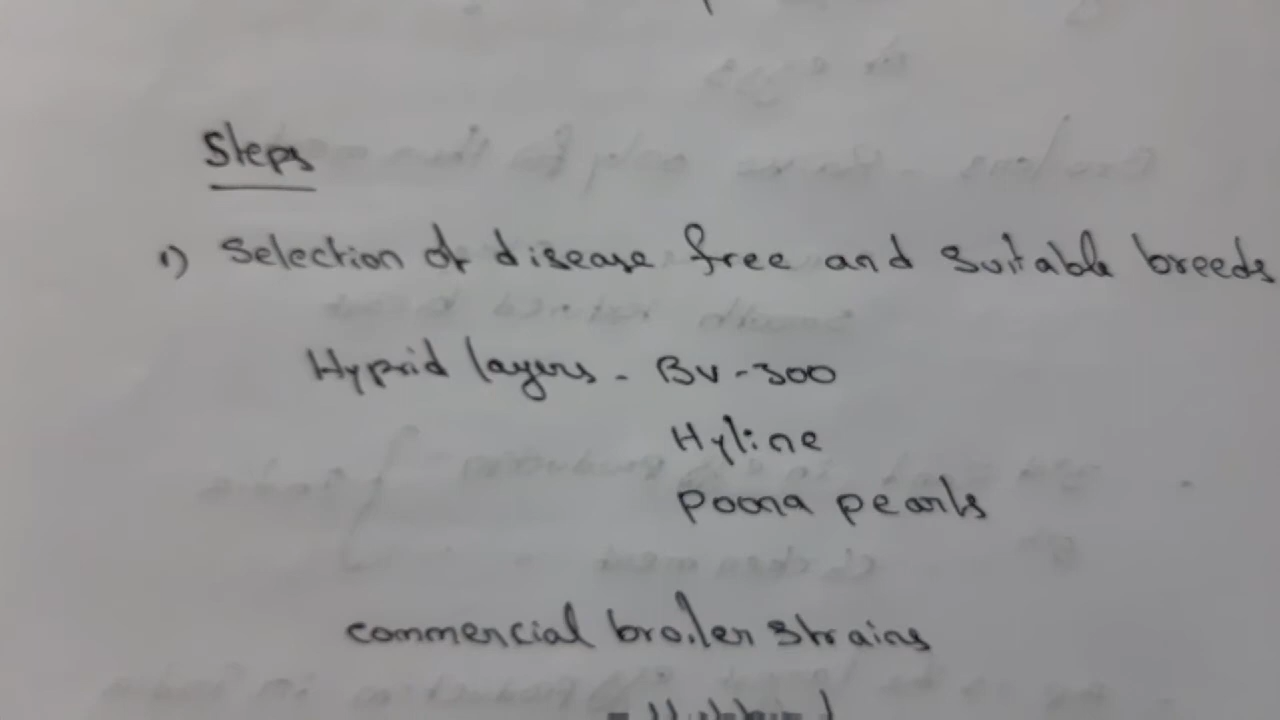 Steps
1) Selection of disease free and suitable breeds
Hyprid layers - BV-300
Hyline
Poona pearls
commercial broiler strains